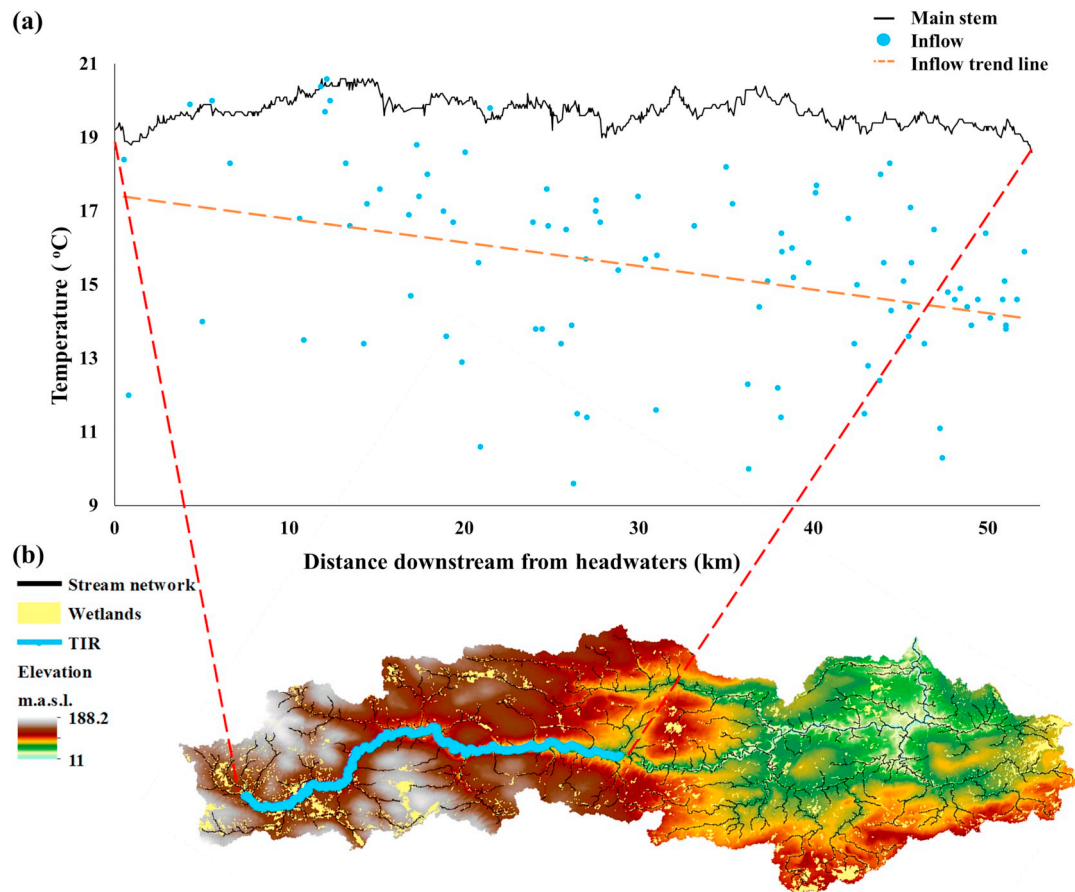 (a)
Main stem
Inflow
Inflow trend line
21
19
17
15
13
11
9
Temperature ( °C)
0
10
20
30
40
50
Distance downstream from headwaters (km)
(b)
Stream network
Wetlands
TIR
Elevation
m.a.s.l.
188.2
11